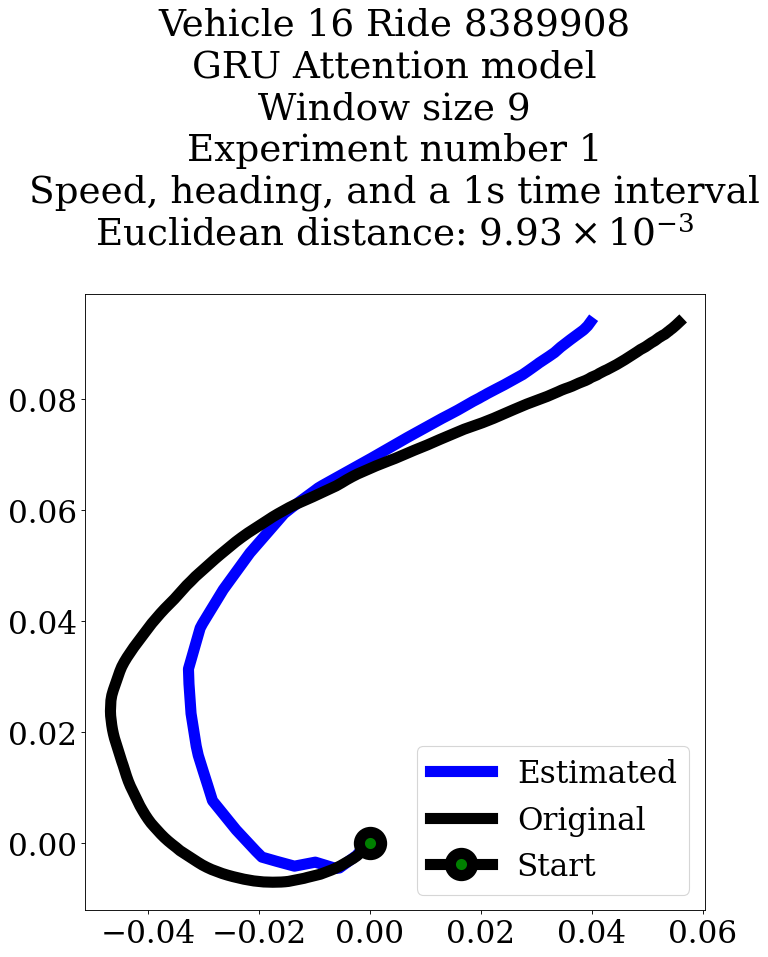 Vehicle 16 Ride 8389908
GRU Attention model
Window size 9
Experiment number 1
Speed, heading, and a 1s time interval
Euclidean distance: 9.93 × 10⁻³
0.08
0.06
0.04
0.02
0.00
Estimated
Original
Start
−0.04 −0.02 0.00 0.02 0.04 0.06